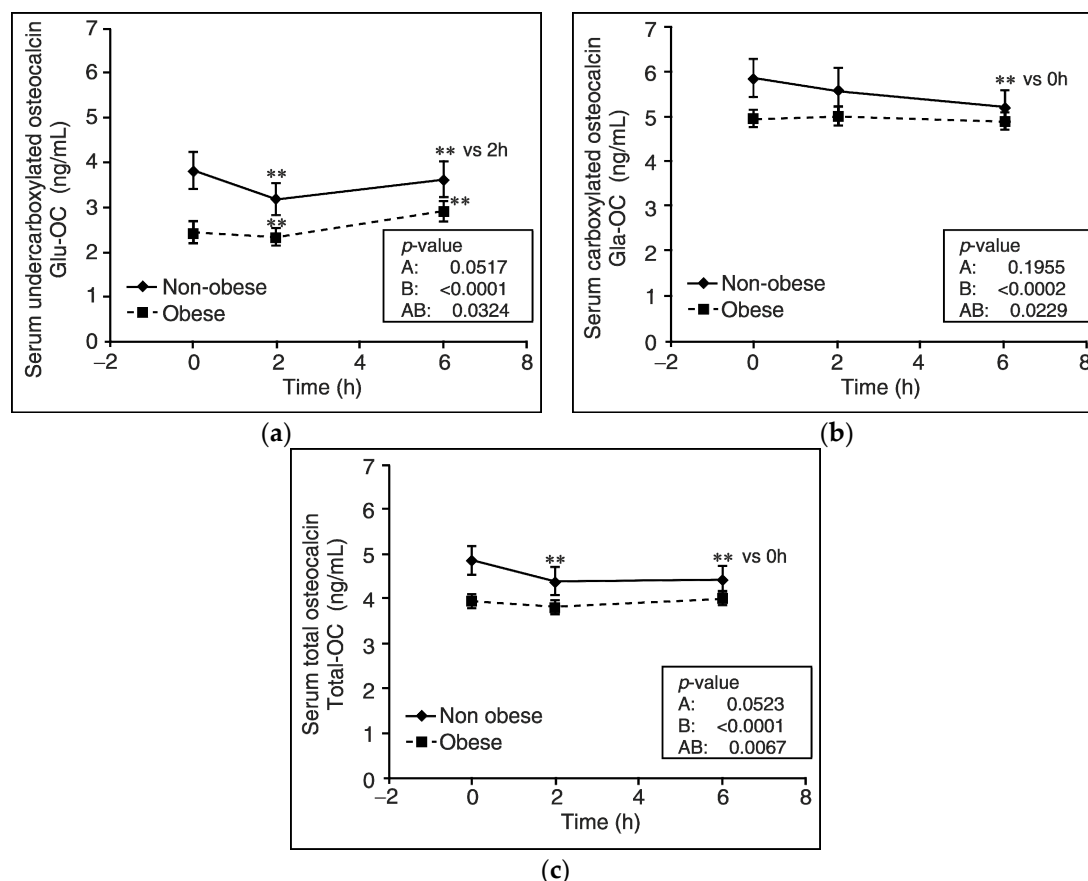 Serum undercarboxylated osteocalcin
Glu-OC (ng/mL)
7
6
5
4
3
2
1
0
−2
0
2
4
6
8
Time (h)
**
** vs 2h
**
**
Non-obese
Obese
p-value
A: 0.0517
B: <0.0001
AB: 0.0324
(a)
Serum carboxylated osteocalcin
Gla-OC (ng/mL)
7
6
5
4
3
2
1
0
−2
0
2
4
6
8
Time (h)
** vs 0h
Non-obese
Obese
p-value
A: 0.1955
B: <0.0002
AB: 0.0229
(b)
Serum total osteocalcin
Total-OC (ng/mL)
7
6
5
4
3
2
1
0
−2
0
2
4
6
8
Time (h)
**
** vs 0h
Non obese
Obese
p-value
A: 0.0523
B: <0.0001
AB: 0.0067
(c)